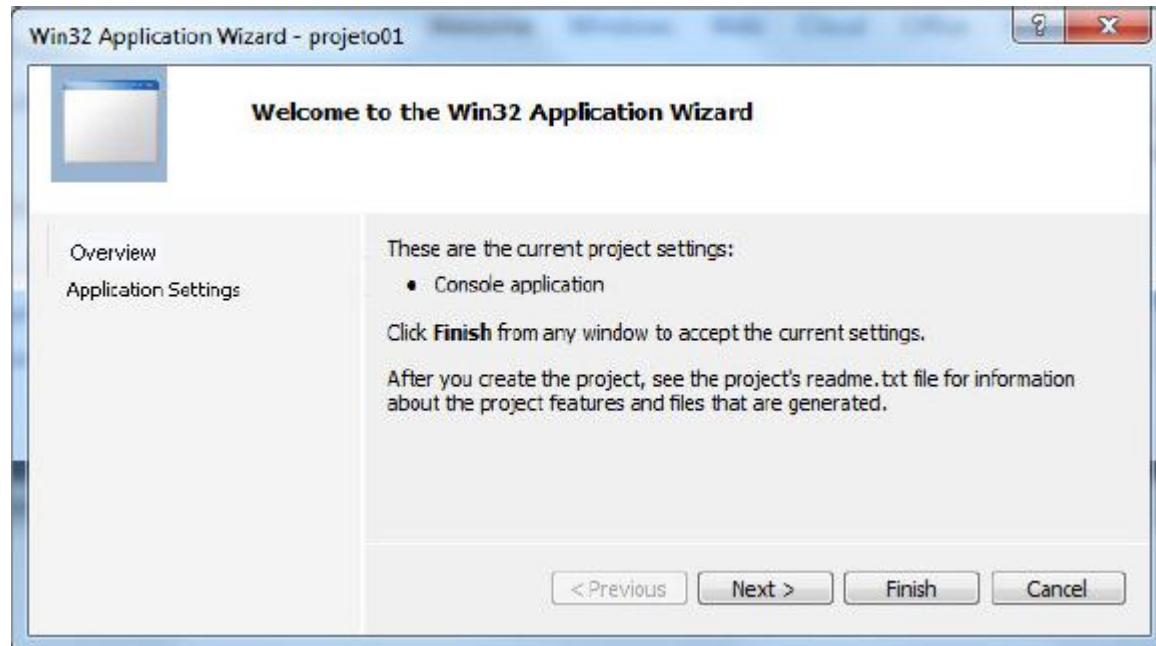 Win32 Application Wizard - projeto01
Welcome to the Win32 Application Wizard
Overview
Application Settings
These are the current project settings:
• Console application
Click Finish from any window to accept the current settings.
After you create the project, see the project's readme.txt file for information
about the project features and files that are generated.
< Previous
Next >
Finish
Cancel